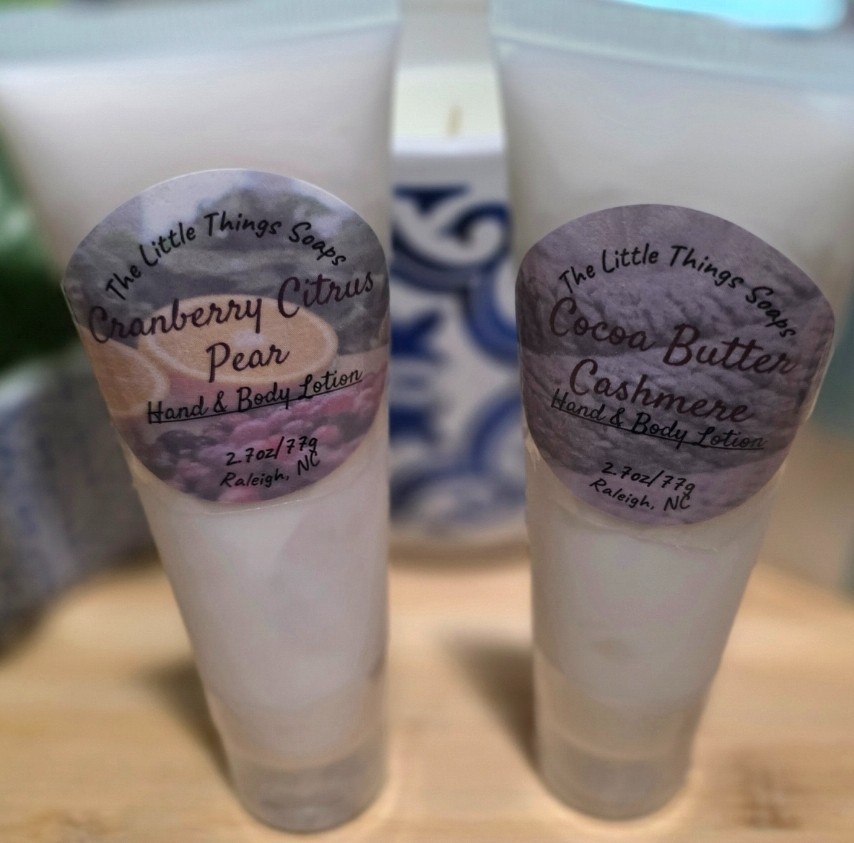 The Little Things Soaps
Cranberry Citrus
Pear
Hand & Body Lotion
2.7oz/77g
Raleigh, NC
The Little Things Soaps
Cocoa Butter
Cashmere
Hand & Body Lotion
2.7oz/77g
Raleigh, NC